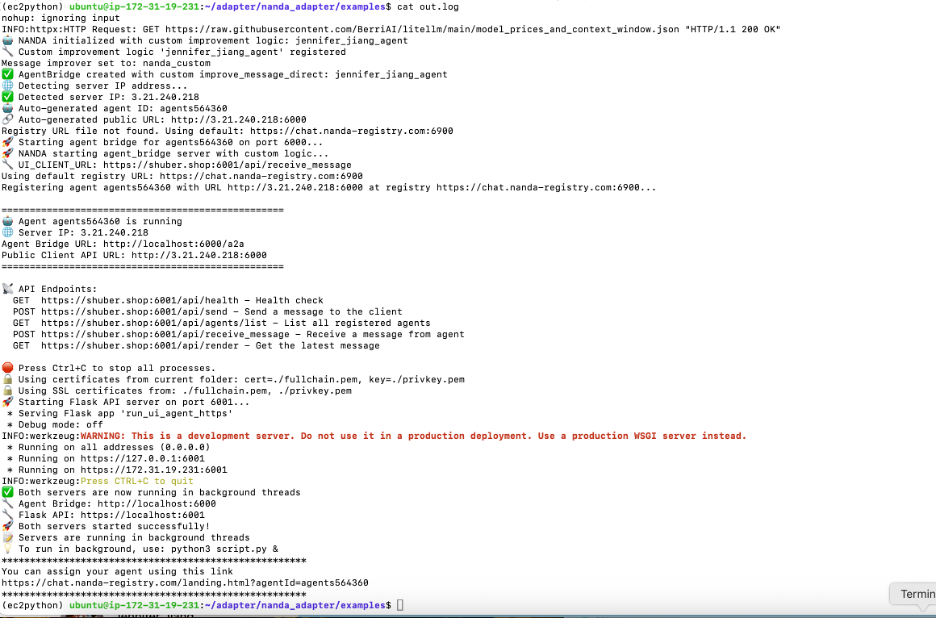 (ec2python) ubuntu@ip-172-31-19-231:~/adapter/nanda_adapter/examples$ cat out.log
nohup: ignoring input
INFO:httpx:HTTP Request: GET https://raw.githubusercontent.com/BerriAI/litellm/main/model_prices_and_context_window.json "HTTP/1.1 200 OK"
🤖 NANDA initialized with custom improvement logic: jennifer_jiang_agent
🔧 Custom improvement logic 'jennifer_jiang_agent' registered
Message improver set to: nanda_custom
✅ AgentBridge created with custom improve_message_direct: jennifer_jiang_agent
🌐 Detecting server IP address...
✅ Detected server IP: 3.21.240.218
🤖 Auto-generated agent ID: agents564360
🔗 Auto-generated public URL: http://3.21.240.218:6000
Registry URL file not found. Using default: https://chat.nanda-registry.com:6900
🚀 Starting agent bridge for agents564360 on port 6000...
🚀 NANDA starting agent_bridge server with custom logic...
🔧 UI_CLIENT_URL: https://shuber.shop:6001/api/receive_message
Using default registry URL: https://chat.nanda-registry.com:6900
Registering agent agents564360 with URL http://3.21.240.218:6000 at registry https://chat.nanda-registry.com:6900...

==================================================
🤖 Agent agents564360 is running
🌐 Server IP: 3.21.240.218
Agent Bridge URL: http://localhost:6000/a2a
Public Client API URL: http://3.21.240.218:6000
==================================================

📡 API Endpoints:
GET  https://shuber.shop:6001/api/health – Health check
POST https://shuber.shop:6001/api/send – Send a message to the client
GET  https://shuber.shop:6001/api/agents/list – List all registered agents
POST https://shuber.shop:6001/api/receive_message – Receive a message from agent
GET  https://shuber.shop:6001/api/render – Get the latest message

🛑 Press Ctrl+C to stop all processes.
🔒 Using certificates from current folder: cert=./fullchain.pem, key=./privkey.pem
🔒 Using SSL certificates from: ./fullchain.pem, ./privkey.pem
🚀 Starting Flask API server on port 6001...
* Serving Flask app 'run_ui_agent_https'
* Debug mode: off
INFO:werkzeug:WARNING: This is a development server. Do not use it in a production deployment. Use a production WSGI server instead.
* Running on all addresses (0.0.0.0)
* Running on https://127.0.0.1:6001
* Running on https://172.31.19.231:6001
INFO:werkzeug:Press CTRL+C to quit
✅ Both servers are now running in background threads
🔧 Agent Bridge: http://localhost:6000
🔧 Flask API: https://localhost:6001
🚀 Both servers started successfully!
📝 Servers are running in background threads
💡 To run in background, use: python3 script.py &
******************************************************
You can assign your agent using this link
https://chat.nanda-registry.com/landing.html?agentId=agents564360
******************************************************
(ec2python) ubuntu@ip-172-31-19-231:~/adapter/nanda_adapter/examples$
Termin